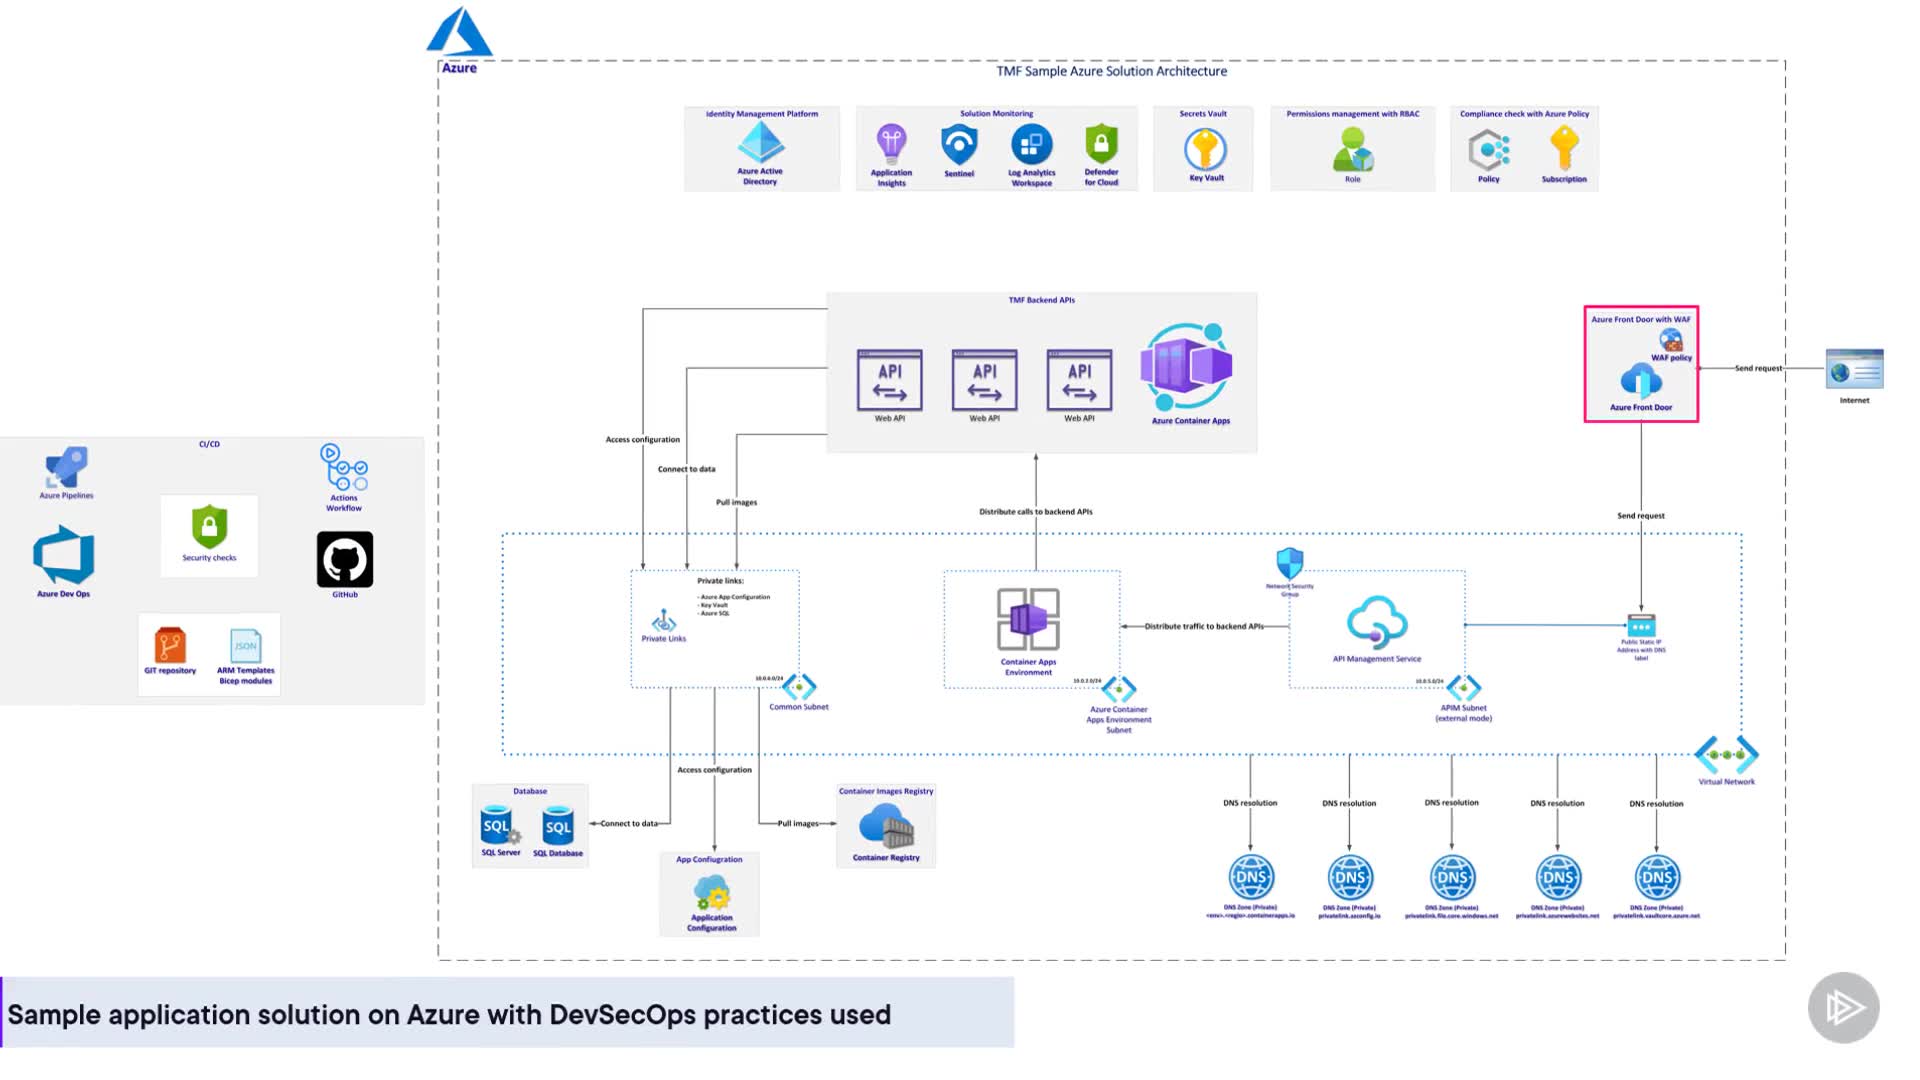 Azure
TMF Sample Azure Solution Architecture
Identity Management Platform
Azure Active
Directory
Solution Monitoring
Application
Insights
Sentinel
Log Analytics
Workspace
Defender
for Cloud
Secrets Vault
Key Vault
Permissions management with RBAC
Role
Compliance check with Azure Policy
Policy
Subscription
TMF Backend APIs
API
Web API
API
Web API
API
Web API
Azure Container Apps
Azure Front Door with WAF
WAF policy
Azure Front Door
Send request
Internet
Access configuration
Connect to data
Pull images
Distribute calls to backend APIs
Send request
CI/CD
Azure Pipelines
Actions
Workflow
Security checks
Azure Dev Ops
GitHub
GIT repository
JSON
ARM Templates
Bicep modules
Private links:
- Azure App Configuration
- Key Vault
- Azure SQL
Private Links
10.0.6.0/24
Common Subnet
Container Apps
Environment
10.0.2.0/24
Azure Container
Apps Environment
Subnet
Distribute traffic to backend APIs
Network Security
Group
API Management Service
10.0.5.0/24
APIM Subnet
(external mode)
Public Static IP
Address with DNS
label
Virtual Network
Access configuration
Connect to data
Pull images
Database
SQL
SQL Server
SQL
SQL Database
App Confiugration
Application
Configuration
Container Images Registry
Container Registry
DNS resolution
DNS resolution
DNS resolution
DNS resolution
DNS resolution
DNS
DNS Zone (Private)
<env>.<regio>.containerapps.io
DNS
DNS Zone (Private)
privatelink.azconfig.io
DNS
DNS Zone (Private)
privatelink.file.core.windows.net
DNS
DNS Zone (Private)
privatelink.azurewebsites.net
DNS
DNS Zone (Private)
privatelink.vaultcore.azure.net
Sample application solution on Azure with DevSecOps practices used